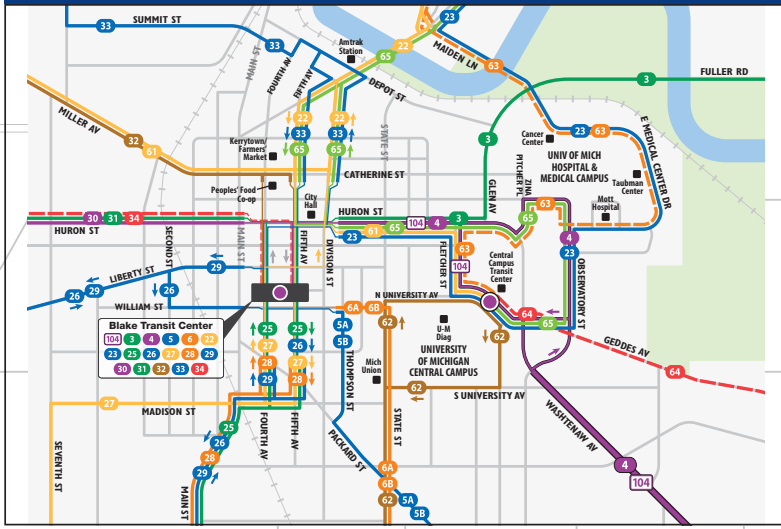 23
SUMMIT ST
33
Amtrak
Station
22
MAIDEN LN
33
65
63
FOURTH AV
FIFTH AV
MAIN ST
DEPOT ST
3
FULLER RD
MILLER AV
22
22
33
33
STATE ST
32
61
65
65
Kerrytown/
Farmers'
Market
3
Cancer
Center
23
63
E MEDICAL CENTER DR
UNIV OF MICH
HOSPITAL &
MEDICAL CAMPUS
ZINA
PITCHER PL
CATHERINE ST
Taubman
Center
Peoples' Food
Co-op
City
Hall
GLEN AV
63
Mott
Hospital
30
31
34
HURON ST
104
4
3
65
HURON ST
23
61
65
4
SECOND ST
MAIN ST
FIFTH AV
DIVISION ST
FLETCHER ST
63
23
LIBERTY ST
29
104
Central
Campus
Transit
Center
OBSERVATORY ST
26
29
26
WILLIAM ST
N UNIVERSITY AV
6A
6B
64
65
Blake Transit Center
104
3
4
5
6
22
23
25
26
27
28
29
30
31
32
33
34
25
25
5A
5B
62
U-M
Diag
62
GEDDES AV
27
26
28
27
29
28
THOMPSON ST
Mich
Union
UNIVERSITY
OF MICHIGAN
CENTRAL CAMPUS
64
62
S UNIVERSITY AV
27
MADISON ST
25
FOURTH AV
FIFTH AV
STATE ST
WASHTENAW AV
26
PACKARD ST
SEVENTH ST
28
29
MAIN ST
6A
6B
62
5A
5B
4
104